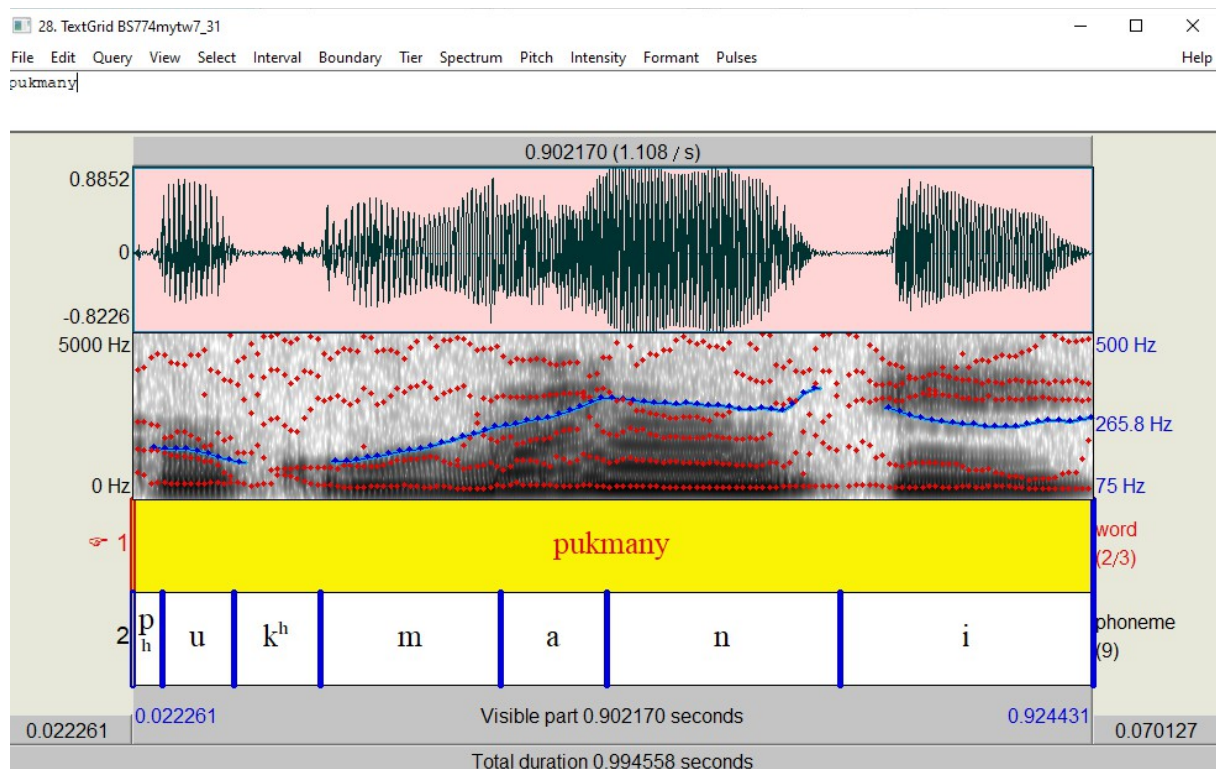 28. TextGrid BS774mytw7_31
File Edit Query View Select Interval Boundary Tier Spectrum Pitch Intensity Formant Pulses Help
pukmany
0.902170 (1.108 / s)
0.8852
0
-0.8226
5000 Hz
500 Hz
265.8 Hz
0 Hz
75 Hz
1
pukmany
word
(2/3)
2
pʰ u kʰ m a n i
phoneme
(9)
0.022261
Visible part 0.902170 seconds
0.924431
0.022261
0.070127
Total duration 0.994558 seconds